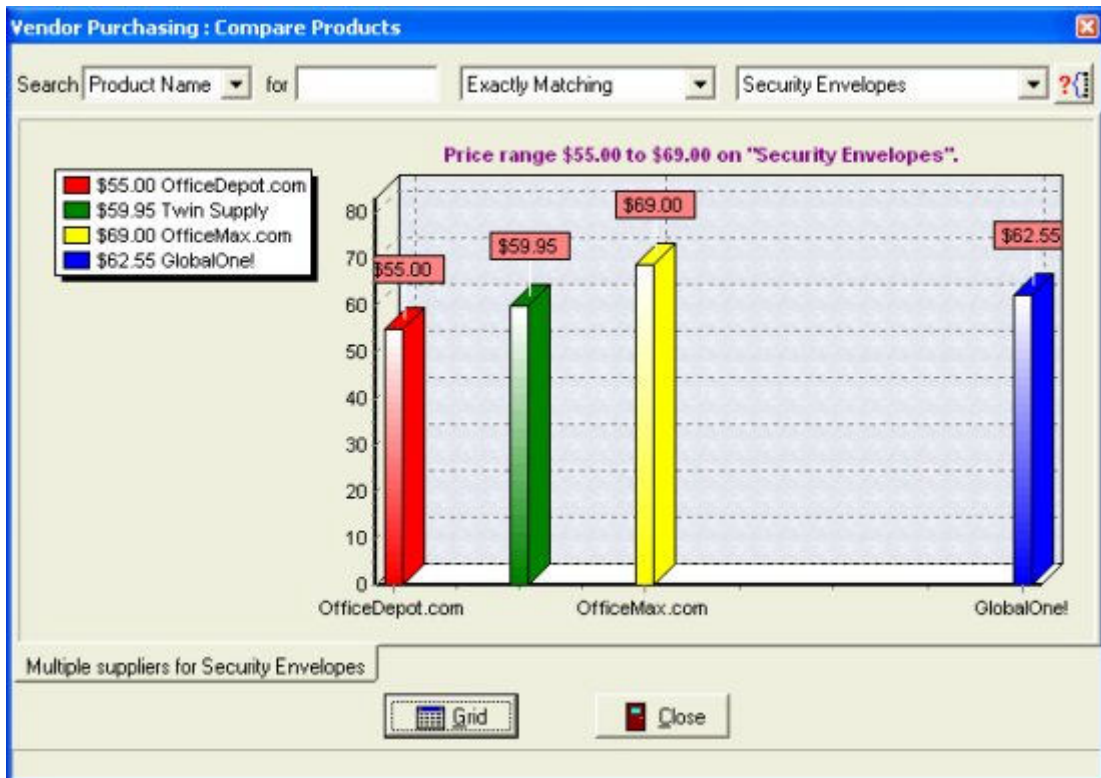 Vendor Purchasing : Compare Products
Search Product Name for Exactly Matching Security Envelopes ?{
Price range $55.00 to $69.00 on "Security Envelopes".
$55.00 OfficeDepot.com
$59.95 Twin Supply
$69.00 OfficeMax.com
$62.55 GlobalOne!
$69.00
$62.55
$59.95
$55.00
80
70
60
50
40
30
20
10
0
OfficeDepot.com OfficeMax.com GlobalOne!
Multiple suppliers for Security Envelopes
Grid Close